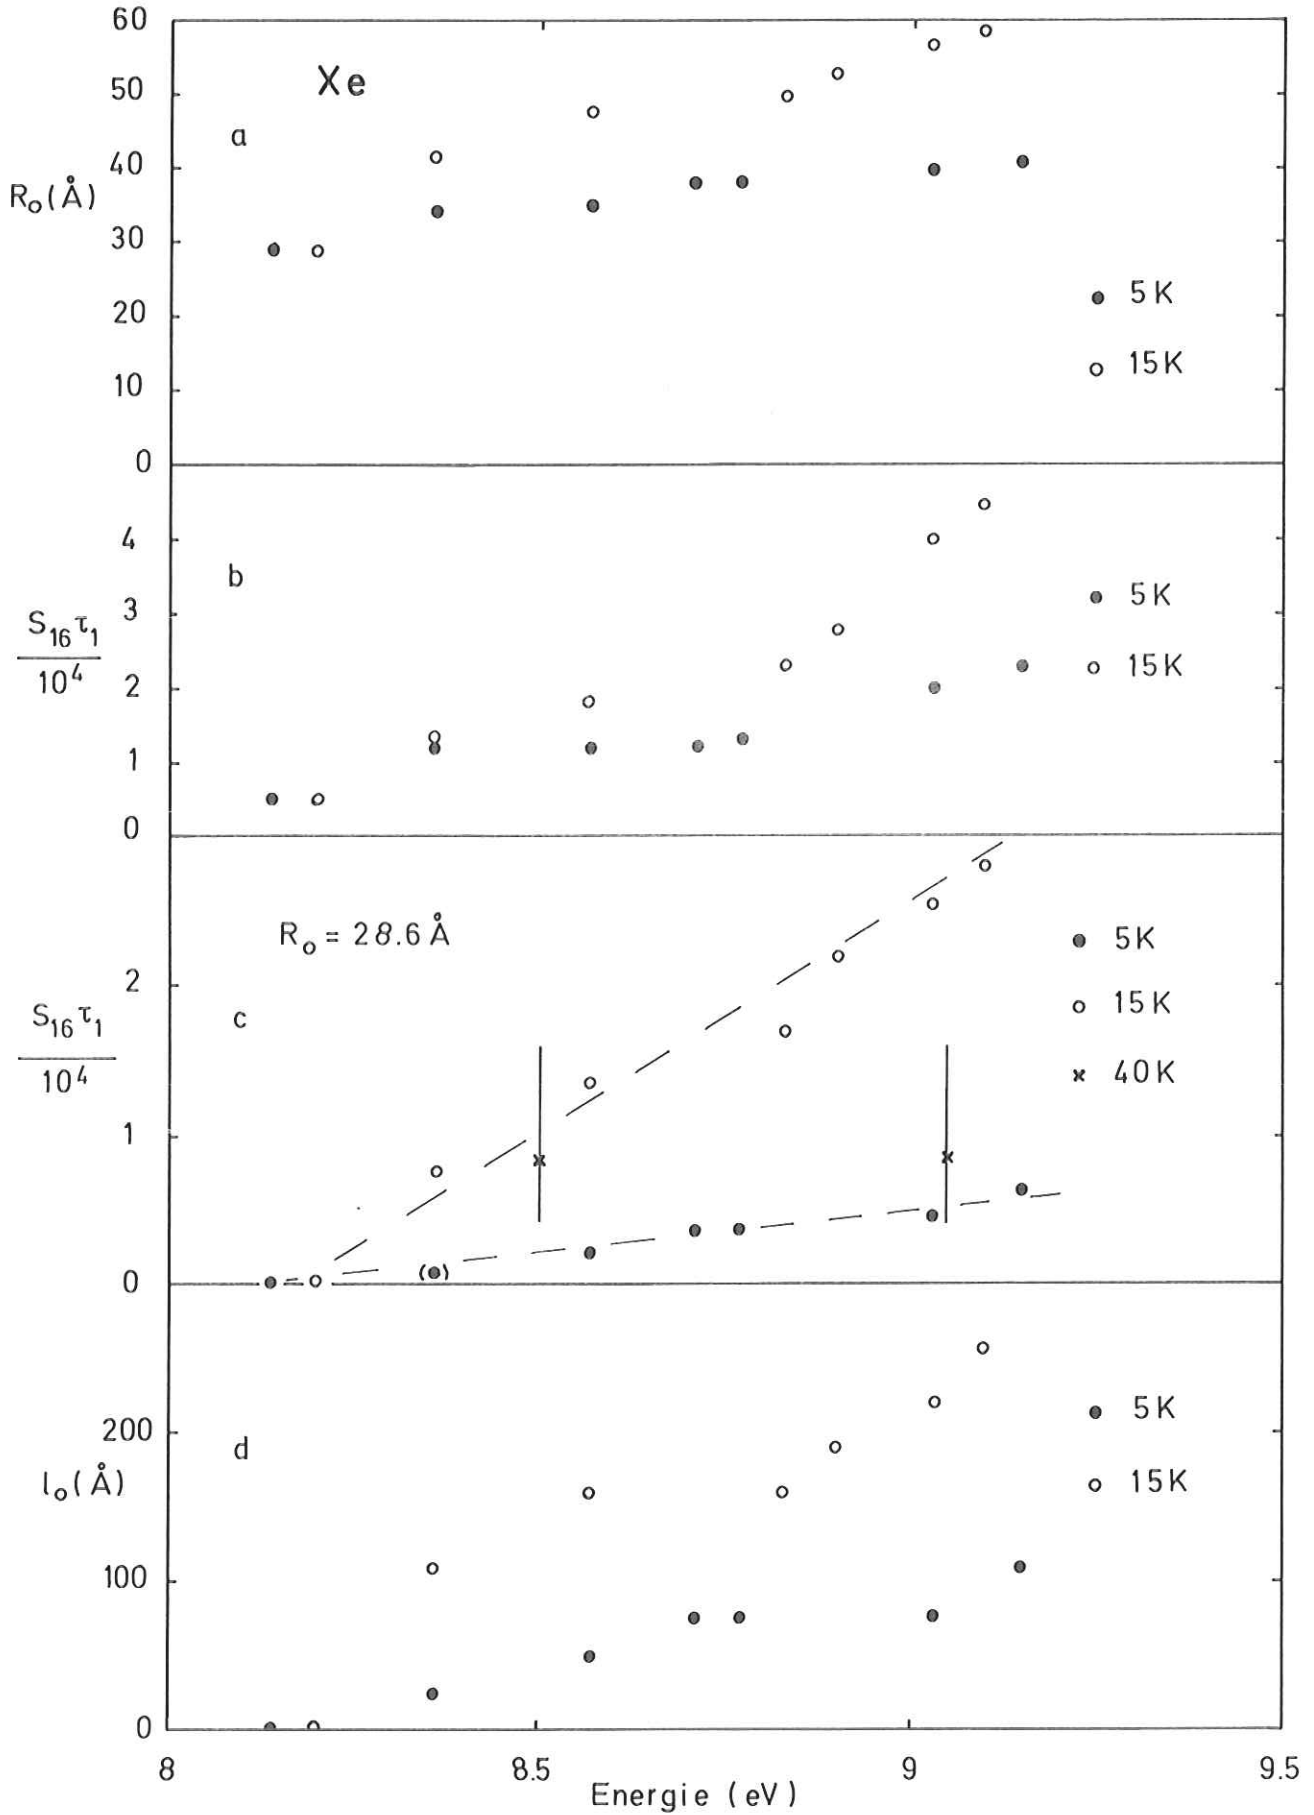 Xe
a
R₀(Å)
60
50
40
30
20
10
0
5K
15K
b
S₁₆τ₁
10⁴
4
3
2
1
0
5K
15K
R₀ = 28.6 Å
c
S₁₆τ₁
10⁴
2
1
0
5K
15K
40K
( )
d
l₀(Å)
200
100
0
5K
15K
8 8.5 9 9.5
Energie (eV)